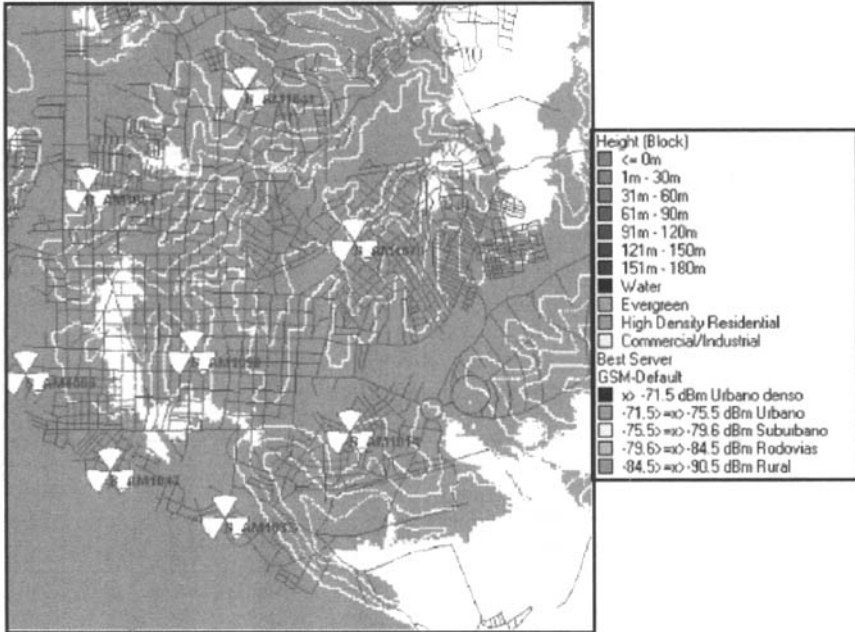 Height (Block)
<= 0m
1m - 30m
31m - 60m
61m - 90m
91m - 120m
121m - 150m
151m - 180m
Water
Evergreen
High Density Residential
Commercial/Industrial
Best Server
GSM-Default
x> -71.5 dBm Urbano denso
-71.5>=x>-75.5 dBm Urbano
-75.5>=x>-79.6 dBm Suburbano
-79.6>=x>-84.5 dBm Rodovias
-84.5>=x>-90.5 dBm Rural